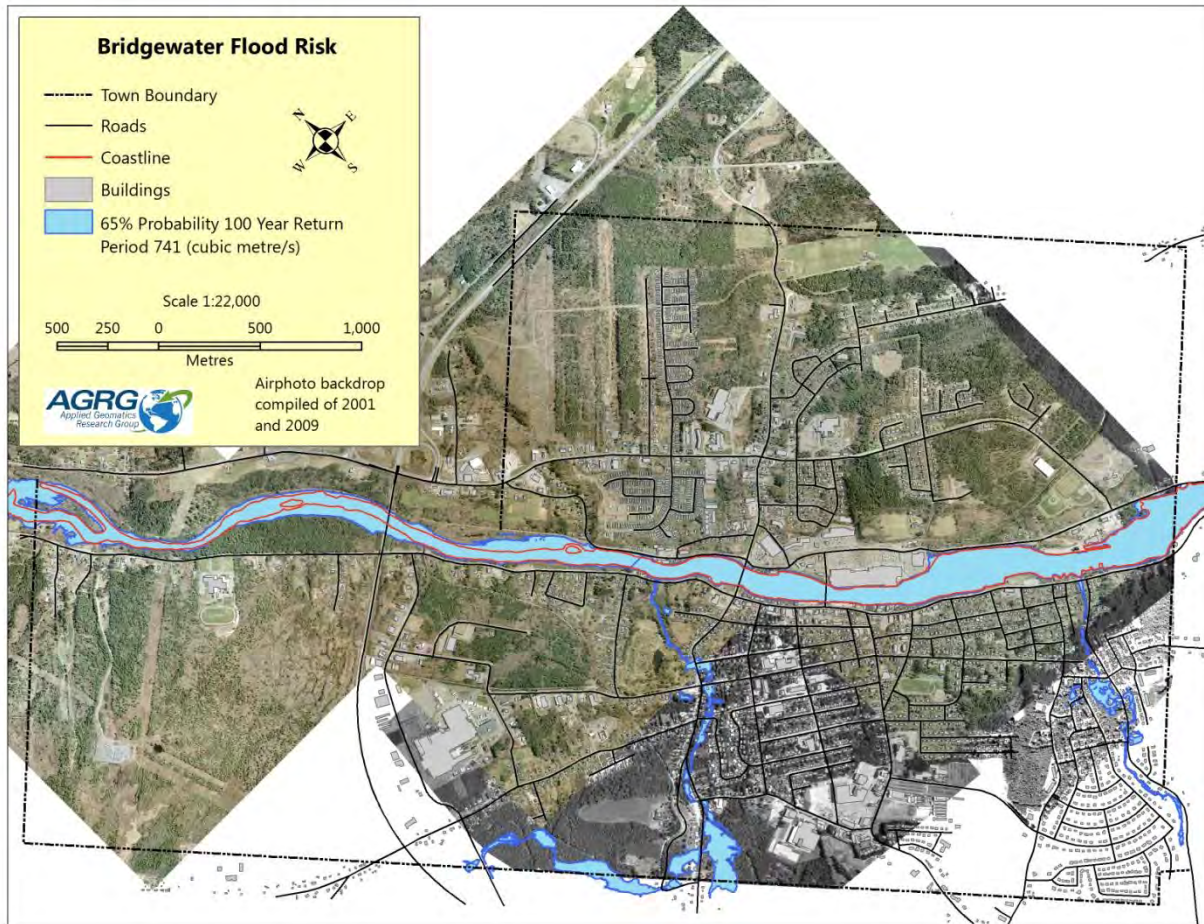 Bridgewater Flood Risk
Town Boundary
Roads
Coastline
Buildings
65% Probability 100 Year Return
Period 741 (cubic metre/s)
N
E
W
S
Scale 1:22,000
500 250 0 500 1,000
Metres
AGRG
Applied Geomatics
Research Group
Airphoto backdrop
compiled of 2001
and 2009